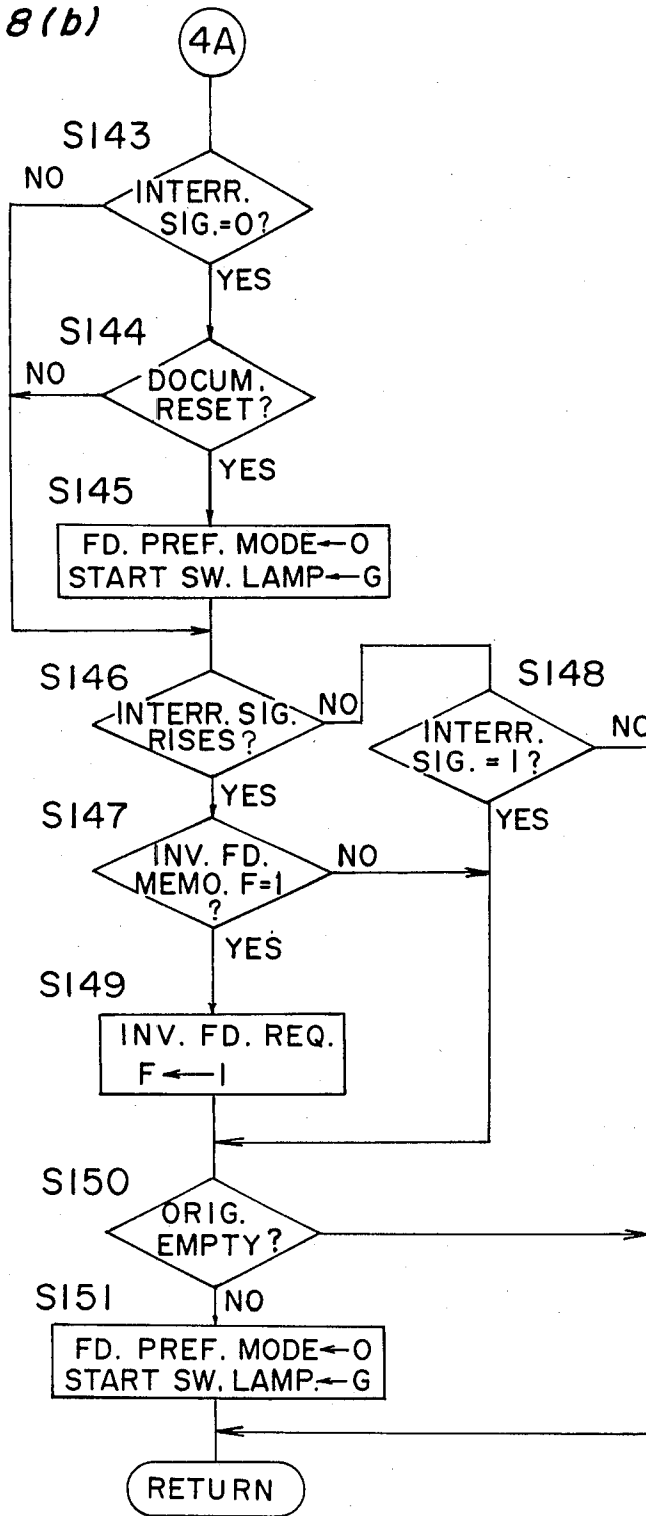 8(b)
4A
S143
NO
INTERR.
SIG.=0?
YES
S144
NO
DOCUM.
RESET?
YES
S145
FD. PREF. MODE←0
START SW. LAMP←G
S146
INTERR. SIG.
RISES?
NO
YES
S148
INTERR.
SIG. = 1?
NO
YES
S147
INV. FD.
MEMO. F=1
?
NO
YES
S149
INV. FD. REQ.
F←1
S150
ORIG.
EMPTY?
NO
S151
FD. PREF. MODE←0
START SW. LAMP.←G
RETURN